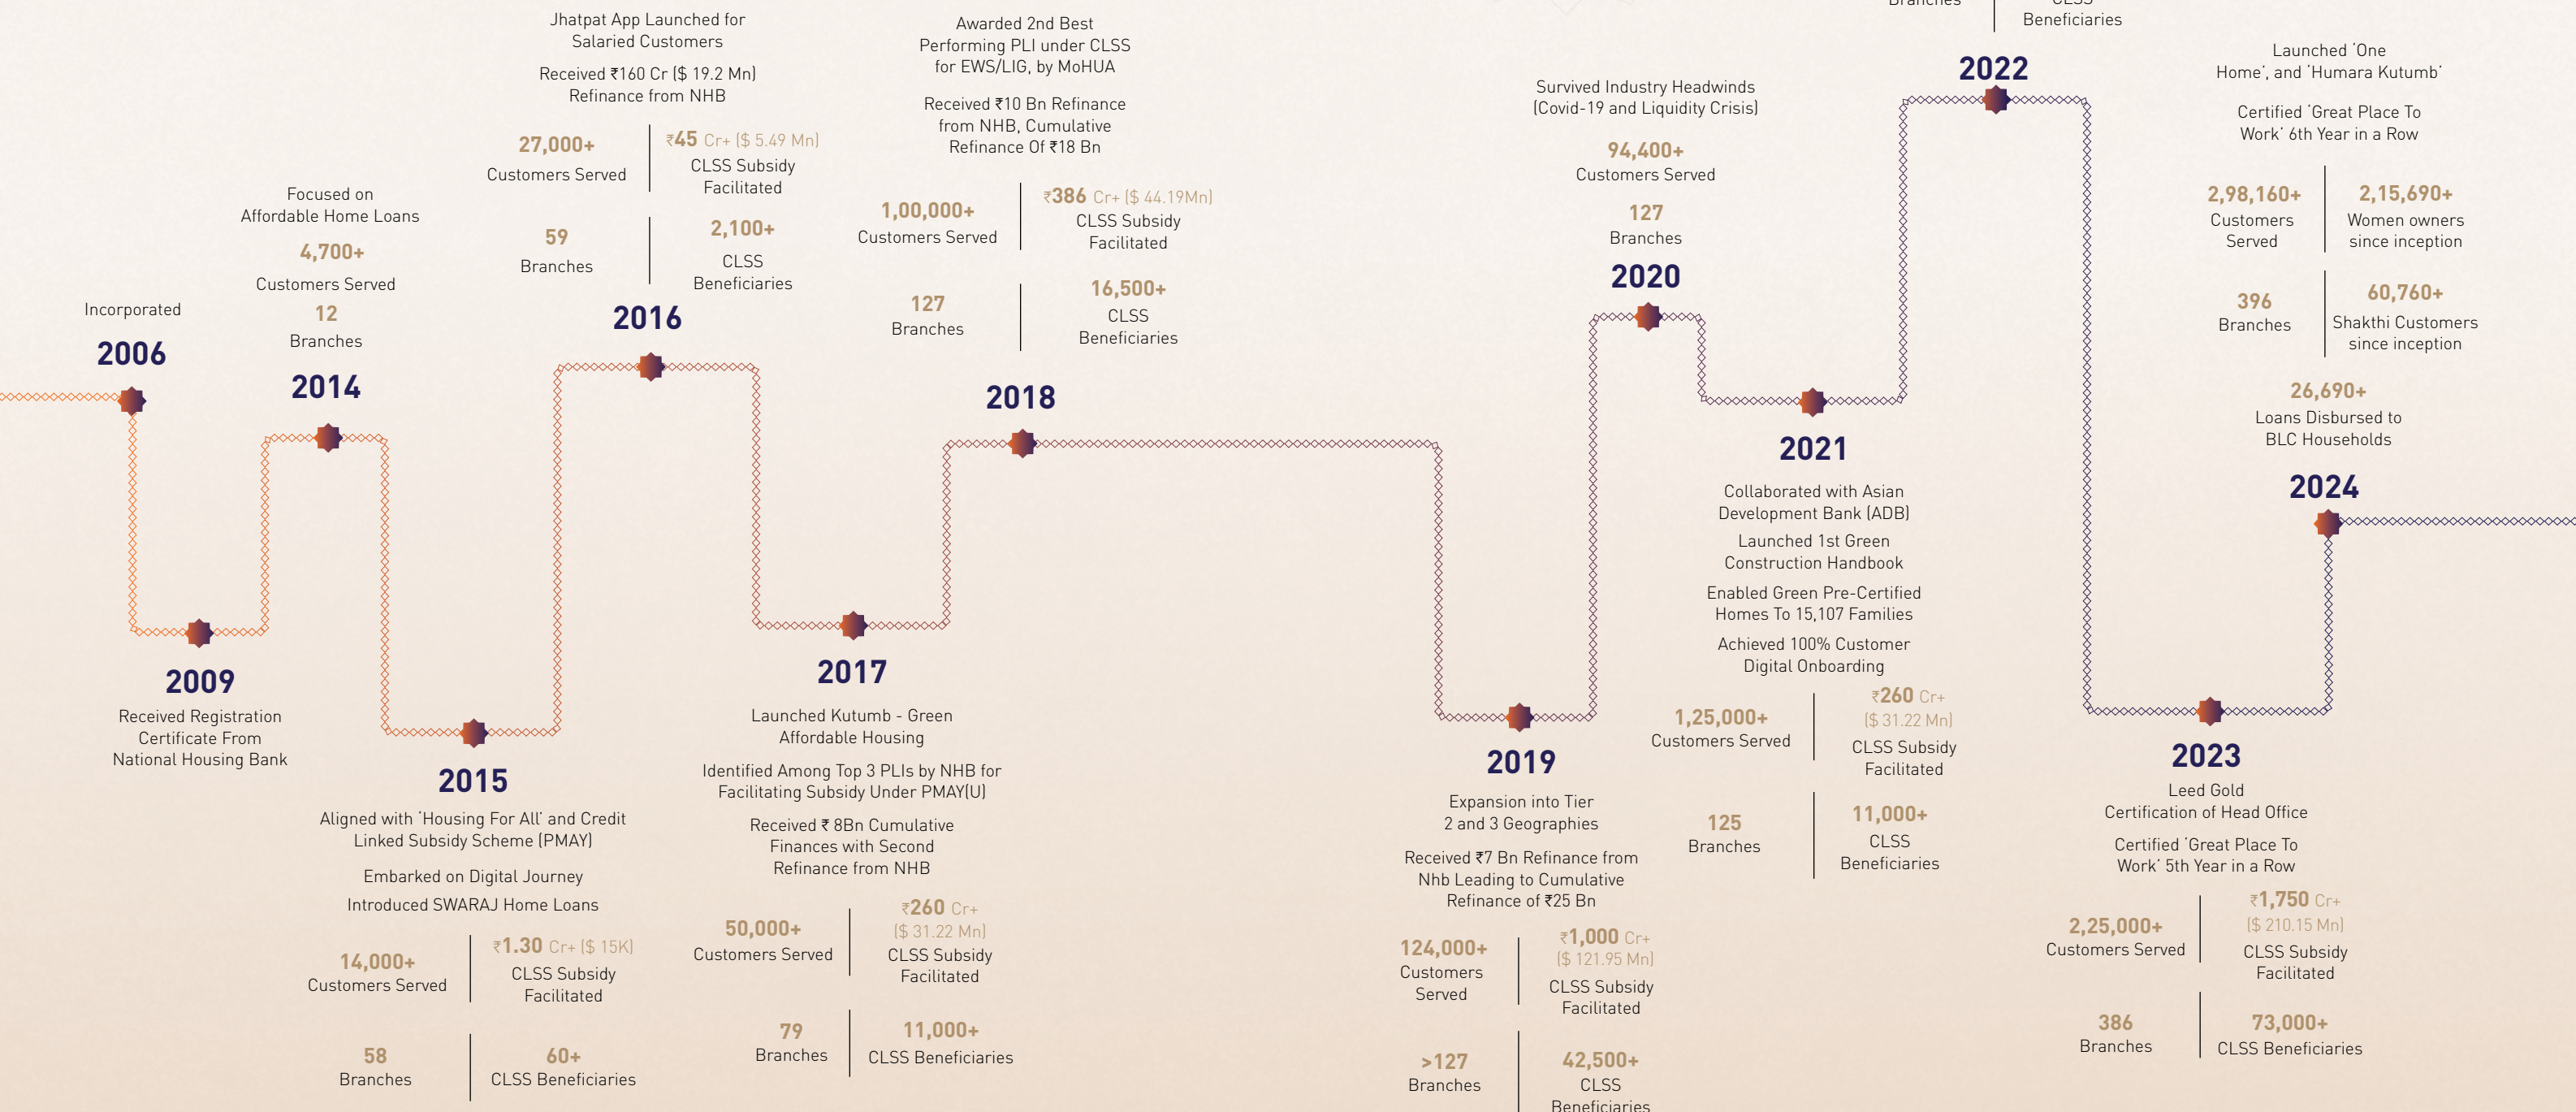 Incorporated
2006
2009
Received Registration
Certificate From
National Housing Bank
Focused on
Affordable Home Loans
4,700+
Customers Served
12
Branches
2014
2015
Aligned with ‘Housing For All’ and Credit
Linked Subsidy Scheme (PMAY)
Embarked on Digital Journey
Introduced SWARAJ Home Loans
14,000+
Customers Served
₹1.30 Cr+ ($ 15K)
CLSS Subsidy
Facilitated
58
Branches
60+
CLSS Beneficiaries
Jhatpat App Launched for
Salaried Customers
Received ₹160 Cr ($ 19.2 Mn)
Refinance from NHB
27,000+
Customers Served
₹45 Cr+ ($ 5.49 Mn)
CLSS Subsidy
Facilitated
59
Branches
2,100+
CLSS
Beneficiaries
2016
2017
Launched Kutumb - Green
Affordable Housing
Identified Among Top 3 PLIs by NHB for
Facilitating Subsidy Under PMAY(U)
Received ₹ 8Bn Cumulative
Finances with Second
Refinance from NHB
50,000+
Customers Served
₹260 Cr+
($ 31.22 Mn)
CLSS Subsidy
Facilitated
79
Branches
11,000+
CLSS Beneficiaries
Awarded 2nd Best
Performing PLI under CLSS
for EWS/LIG, by MoHUA
Received ₹10 Bn Refinance
from NHB, Cumulative
Refinance Of ₹18 Bn
1,00,000+
Customers Served
₹386 Cr+ ($ 44.19Mn)
CLSS Subsidy
Facilitated
127
Branches
16,500+
CLSS
Beneficiaries
2018
2019
Expansion into Tier
2 and 3 Geographies
Received ₹7 Bn Refinance from
Nhb Leading to Cumulative
Refinance of ₹25 Bn
124,000+
Customers
Served
₹1,000 Cr+
($ 121.95 Mn)
CLSS Subsidy
Facilitated
>127
Branches
42,500+
CLSS
Beneficiaries
Survived Industry Headwinds
(Covid-19 and Liquidity Crisis)
94,400+
Customers Served
127
Branches
2020
2021
Collaborated with Asian
Development Bank (ADB)
Launched 1st Green
Construction Handbook
Enabled Green Pre-Certified
Homes To 15,107 Families
Achieved 100% Customer
Digital Onboarding
1,25,000+
Customers Served
₹260 Cr+
($ 31.22 Mn)
CLSS Subsidy
Facilitated
125
Branches
11,000+
CLSS
Beneficiaries
Branches
CLSS
Beneficiaries
2022
2023
Leed Gold
Certification of Head Office
Certified ‘Great Place To
Work’ 5th Year in a Row
2,25,000+
Customers Served
₹1,750 Cr+
($ 210.15 Mn)
CLSS Subsidy
Facilitated
386
Branches
73,000+
CLSS Beneficiaries
Launched ‘One
Home’, and ‘Humara Kutumb’
Certified ‘Great Place To
Work’ 6th Year in a Row
2,98,160+
Customers
Served
2,15,690+
Women owners
since inception
396
Branches
60,760+
Shakthi Customers
since inception
26,690+
Loans Disbursed to
BLC Households
2024